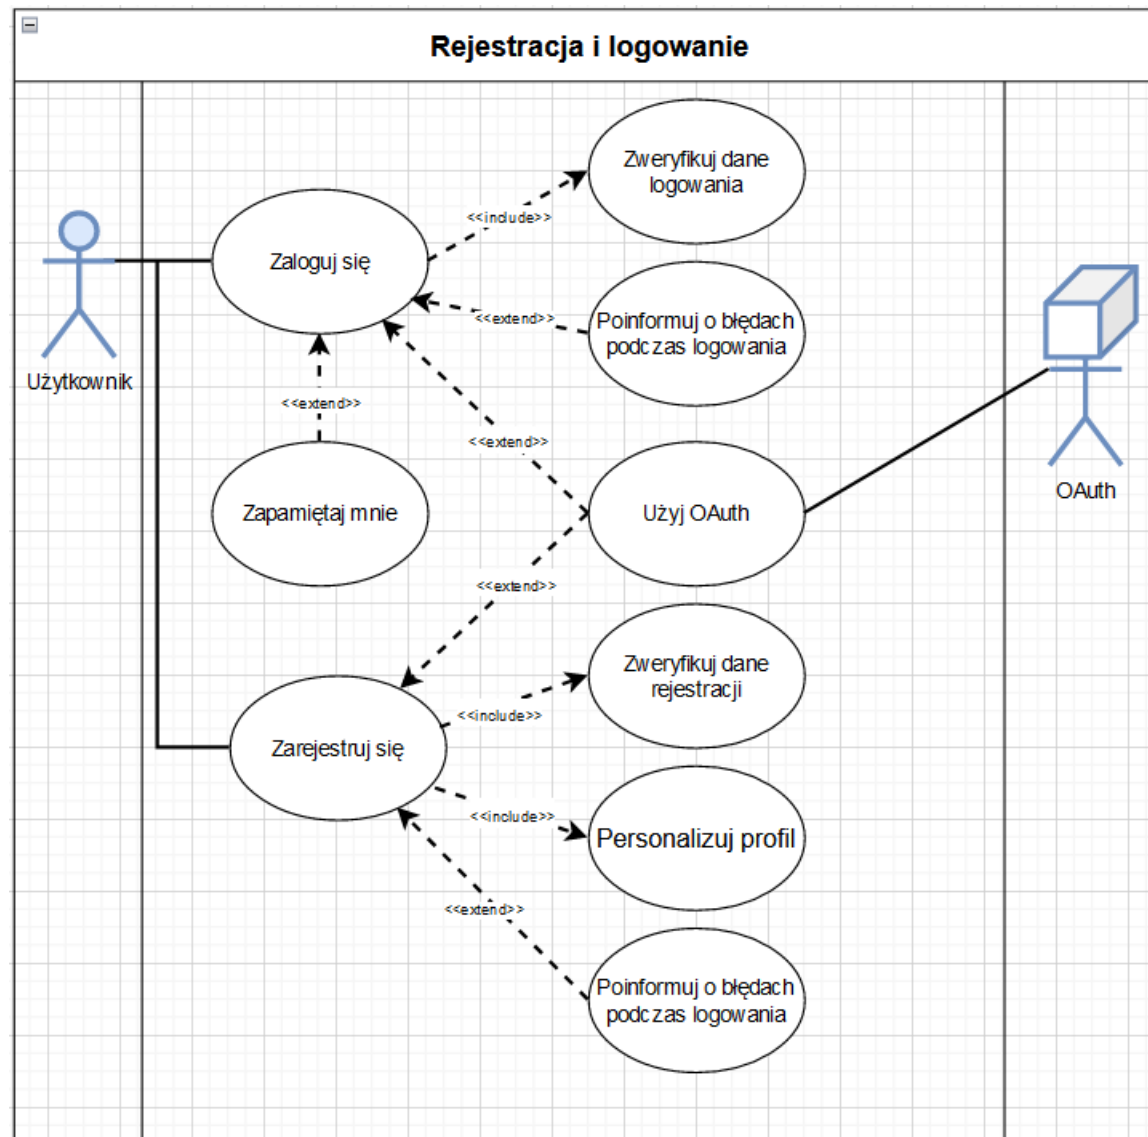 Rejestracja i logowanie
Zweryfikuj dane
logowania
<<include>>
Zaloguj się
Poinformuj o błędach
podczas logowania
<<extend>>
Użytkownik
<<extend>>
<<extend>>
OAuth
Zapamiętaj mnie
Użyj OAuth
<<extend>>
Zweryfikuj dane
rejestracji
<<include>>
Zarejestruj się
<<include>>
Personalizuj profil
<<extend>>
Poinformuj o błędach
podczas logowania